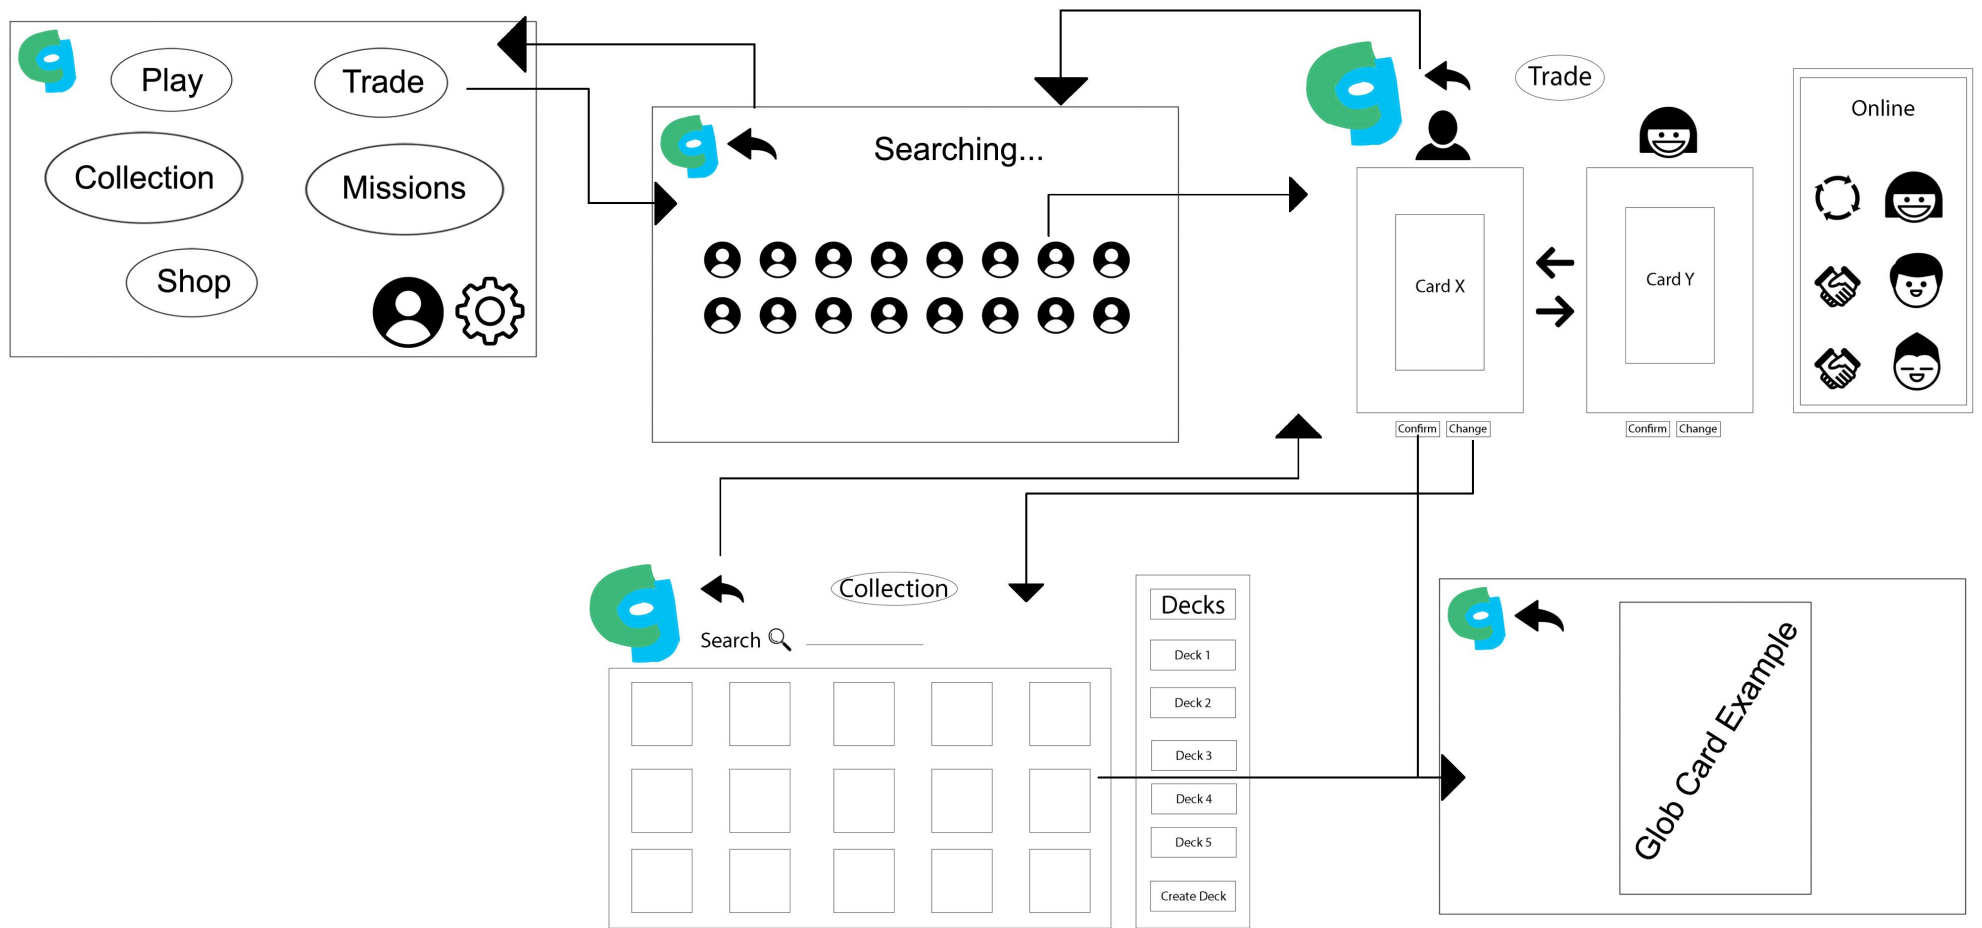 Play
Trade
Collection
Missions
Shop
Searching...
Trade
Card X
Card Y
Confirm
Change
Confirm
Change
Online
Collection
Search
Decks
Deck 1
Deck 2
Deck 3
Deck 4
Deck 5
Create Deck
Glob Card Example